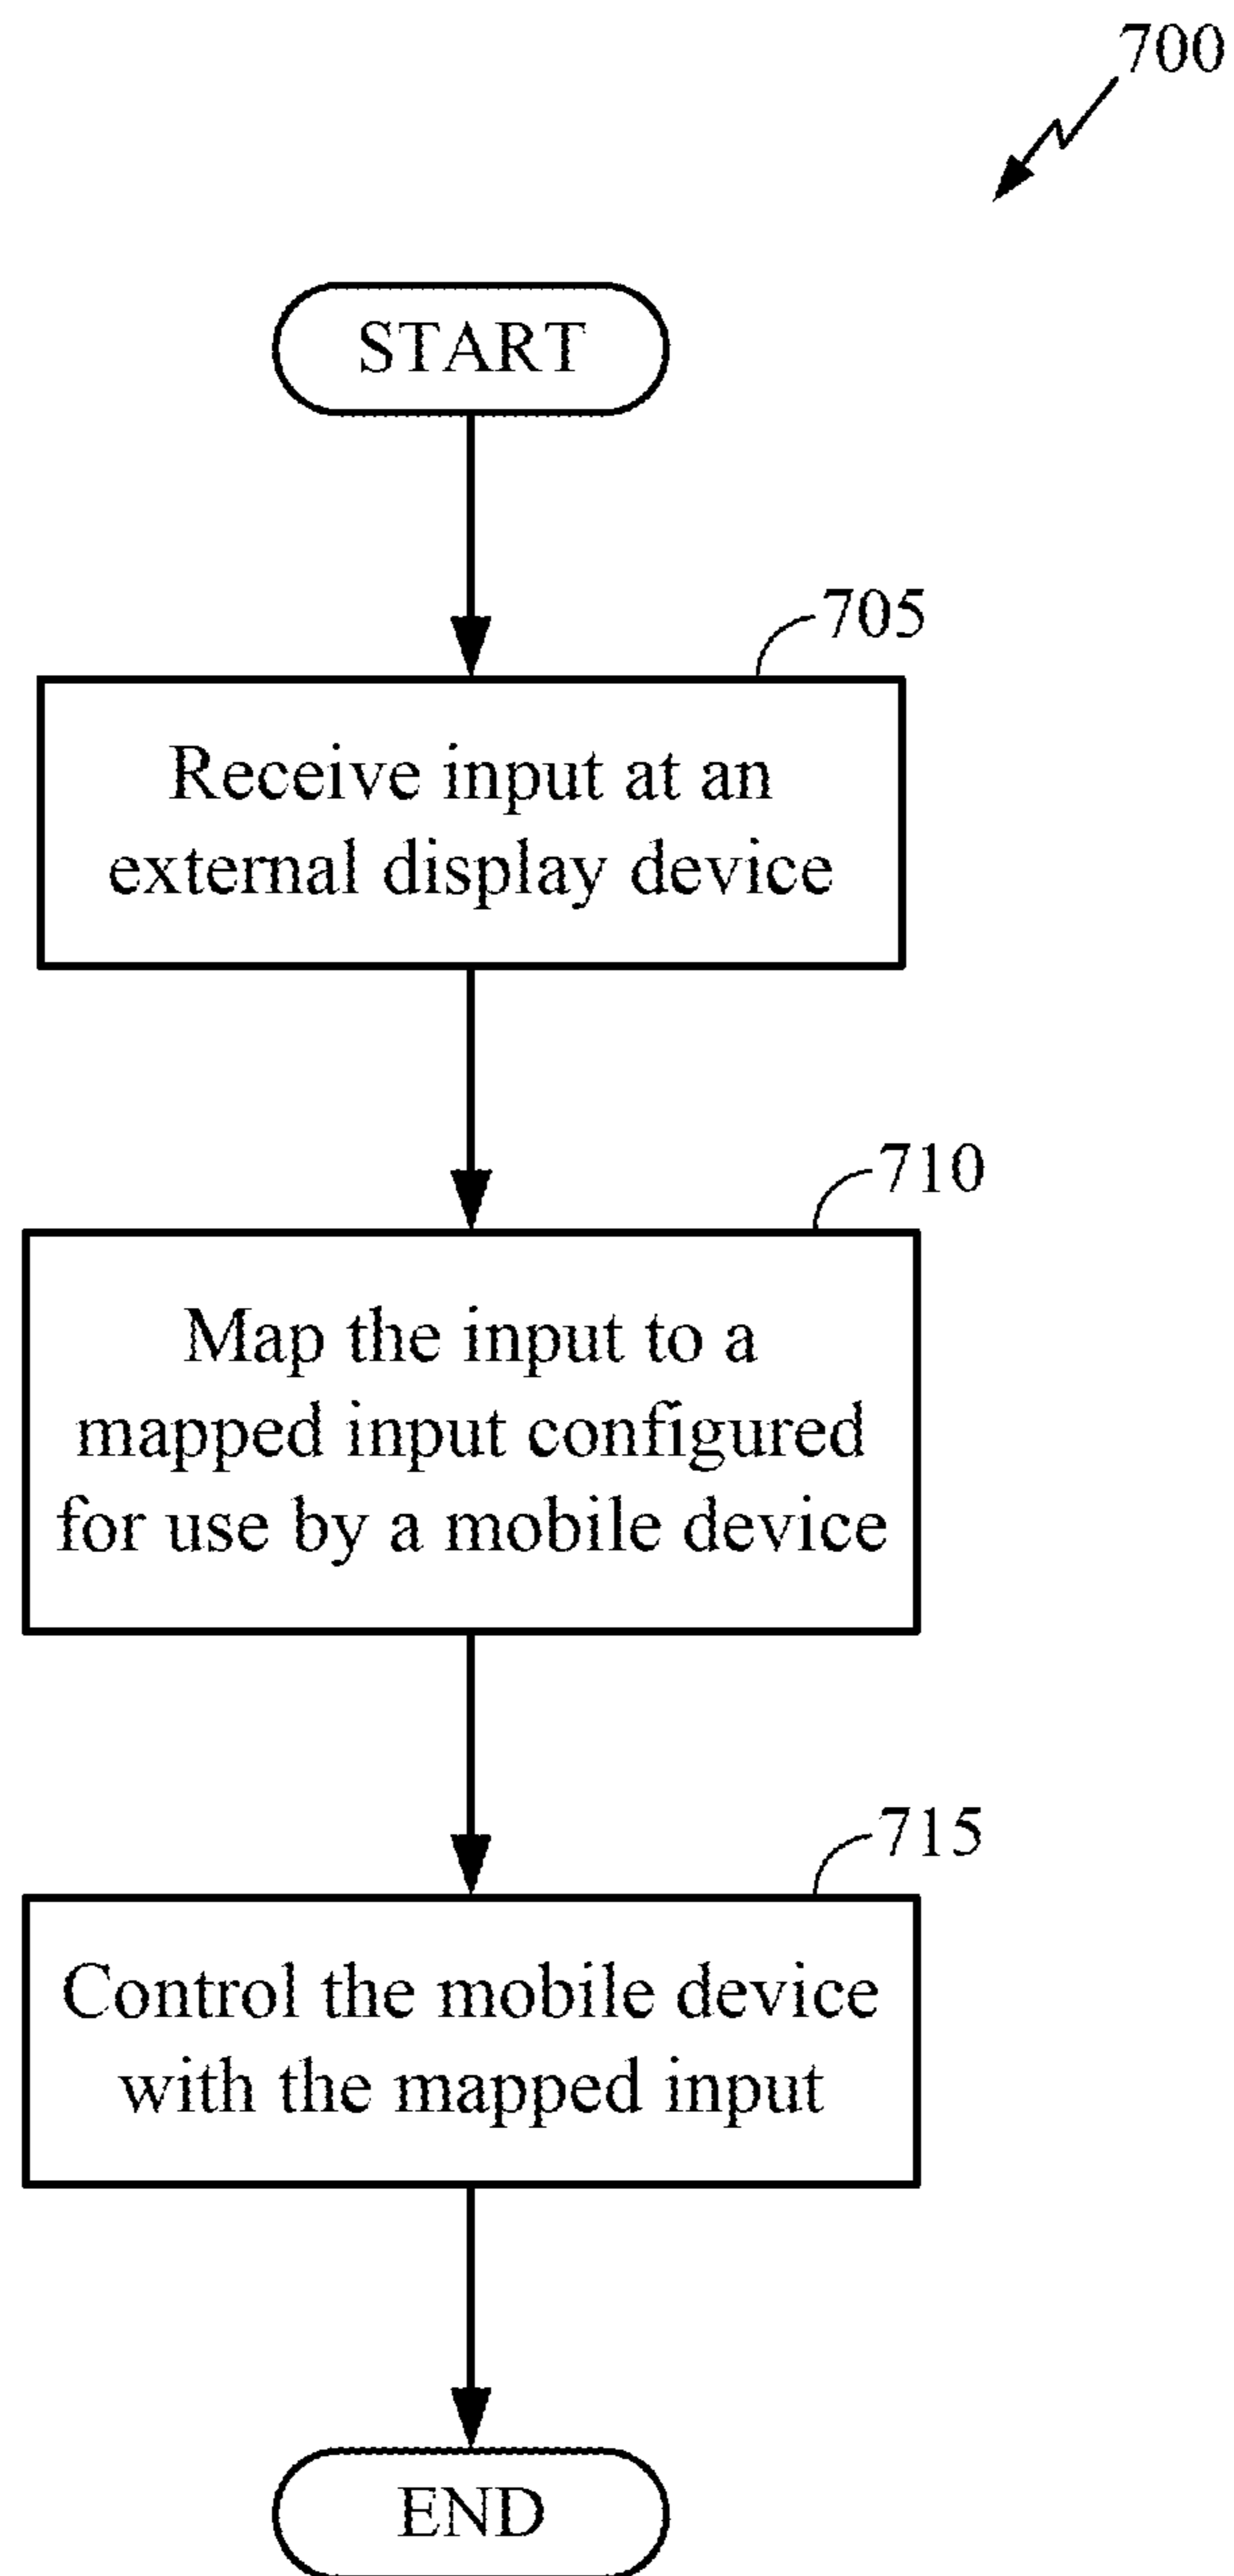 700
START
705
Receive input at an
external display device
710
Map the input to a
mapped input configured
for use by a mobile device
715
Control the mobile device
with the mapped input
END